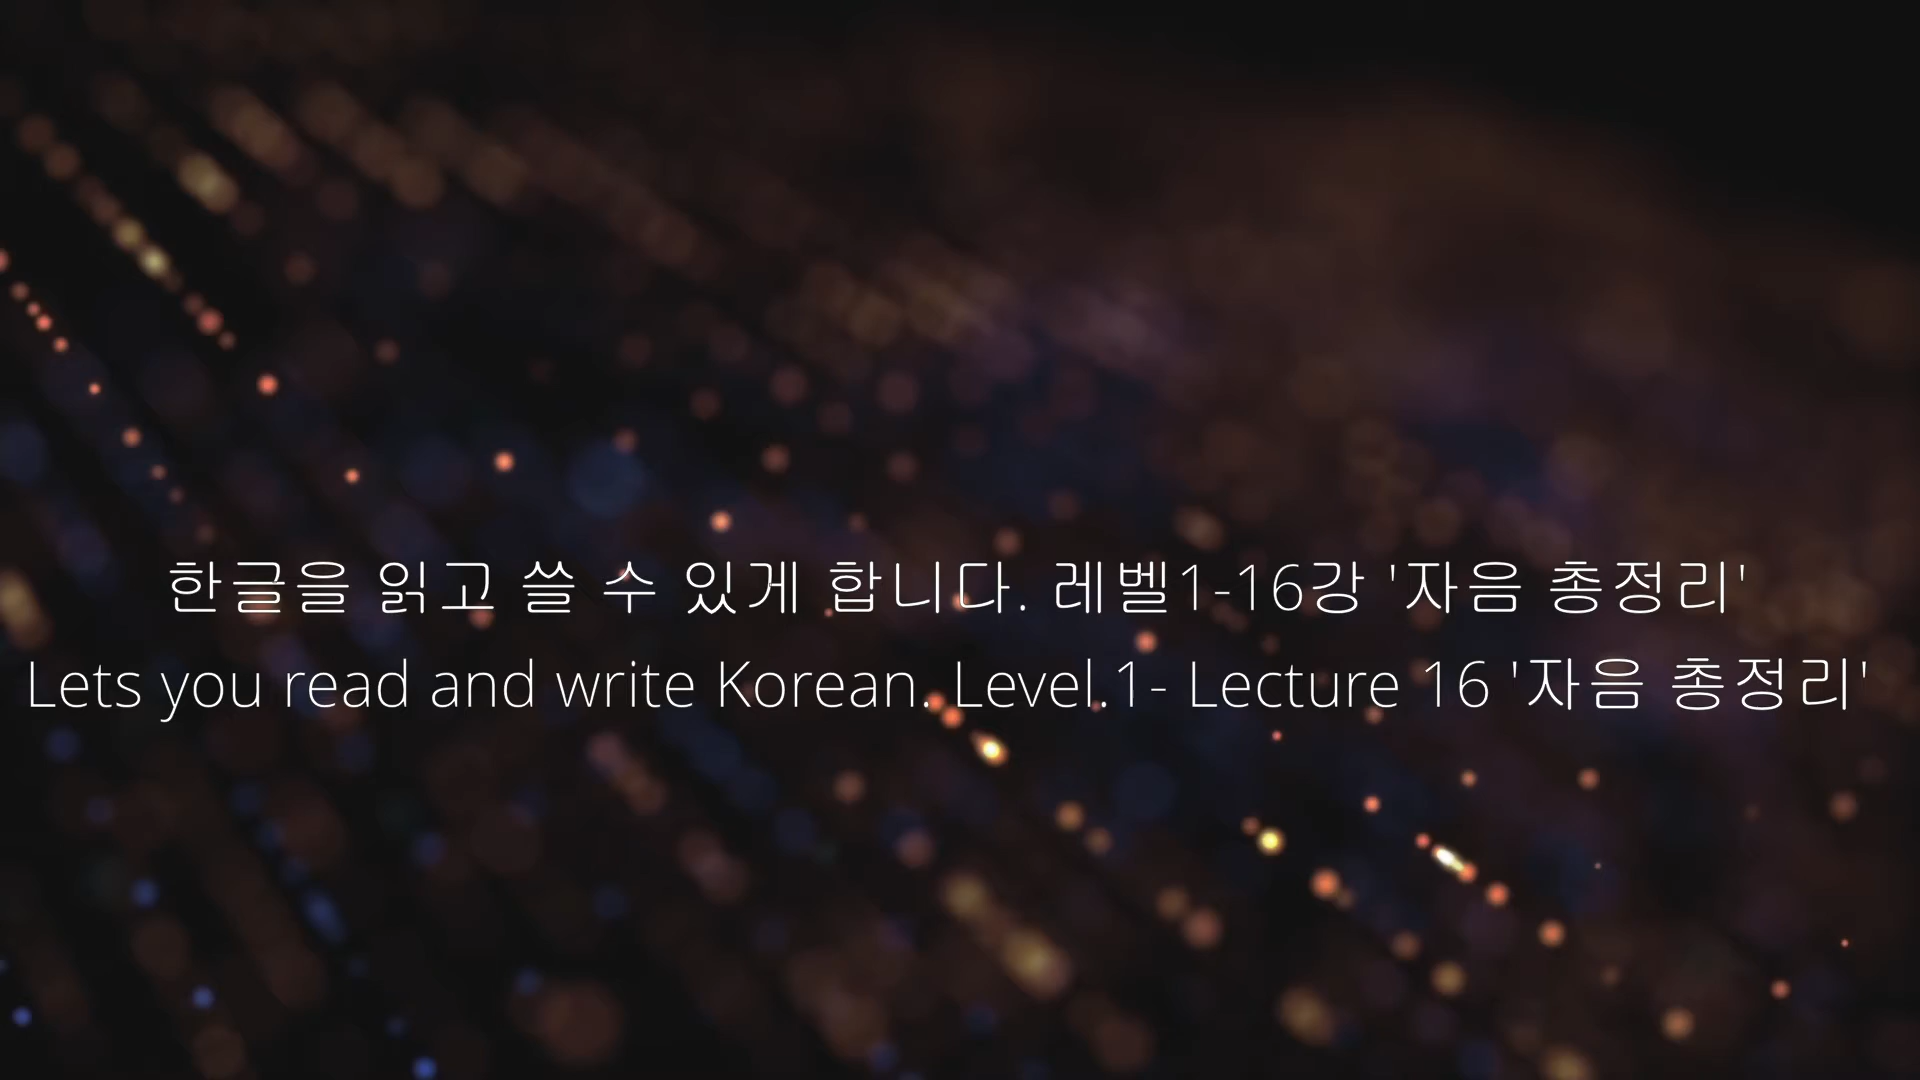 한글을 읽고 쓸 수 있게 합니다. 레벨1-16강 '자음 총정리'
Lets you read and write Korean. Level.1- Lecture 16 '자음 총정리'